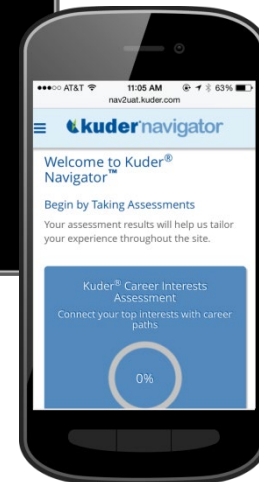 ●●●○○ AT&T 11:05 AM 63%
nav2uat.kuder.com
kuder navigator
Welcome to Kuder®
Navigator™
Begin by Taking Assessments
Your assessment results will help us tailor
your experience throughout the site.
Kuder® Career Interests
Assessment
Connect your top interests with career
paths
0%